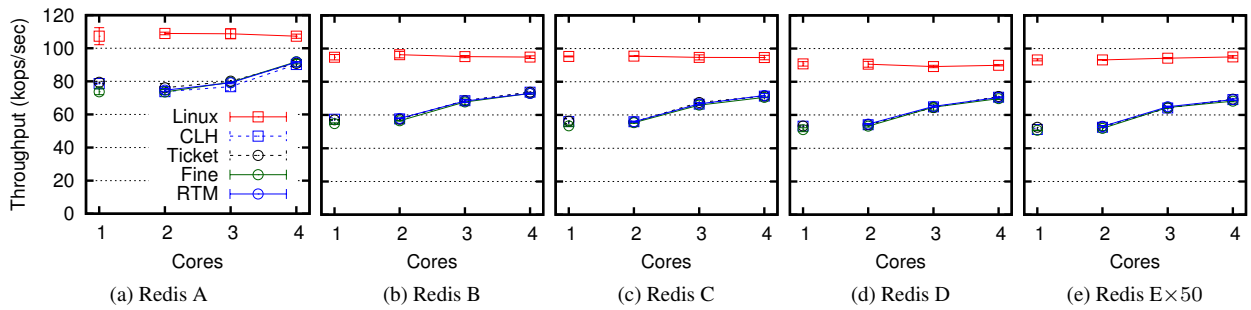 Throughput (kops/sec)
120
100
80
60
40
20
0
Linux
CLH
Ticket
Fine
RTM
1 2 3 4
Cores
(a) Redis A
1 2 3 4
Cores
(b) Redis B
1 2 3 4
Cores
(c) Redis C
1 2 3 4
Cores
(d) Redis D
1 2 3 4
Cores
(e) Redis E×50